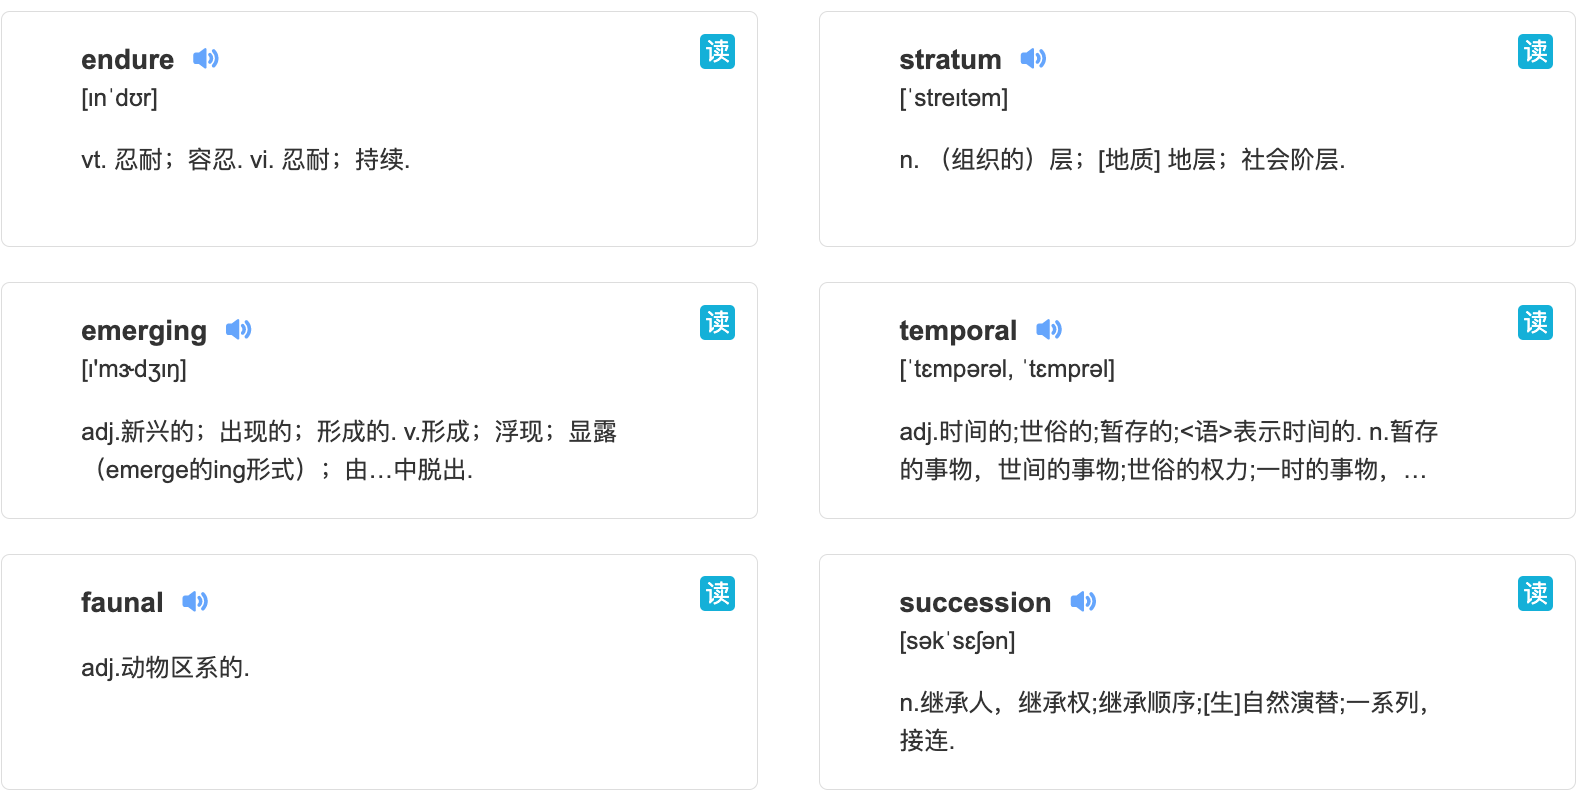 endure
读
[ɪnˈdʊr]
vt. 忍耐；容忍. vi. 忍耐；持续.
stratum
读
[ˈstreɪtəm]
n. （组织的）层；[地质] 地层；社会阶层.
emerging
读
[ɪ'mɝdʒɪŋ]
adj.新兴的；出现的；形成的. v.形成；浮现；显露
（emerge的ing形式）；由…中脱出.
temporal
读
[ˈtɛmpərəl, ˈtɛmprəl]
adj.时间的;世俗的;暂存的;<语>表示时间的. n.暂存
的事物，世间的事物;世俗的权力;一时的事物，…
faunal
读
adj.动物区系的.
succession
读
[səkˈsɛʃən]
n.继承人，继承权;继承顺序;[生]自然演替;一系列，
接连.